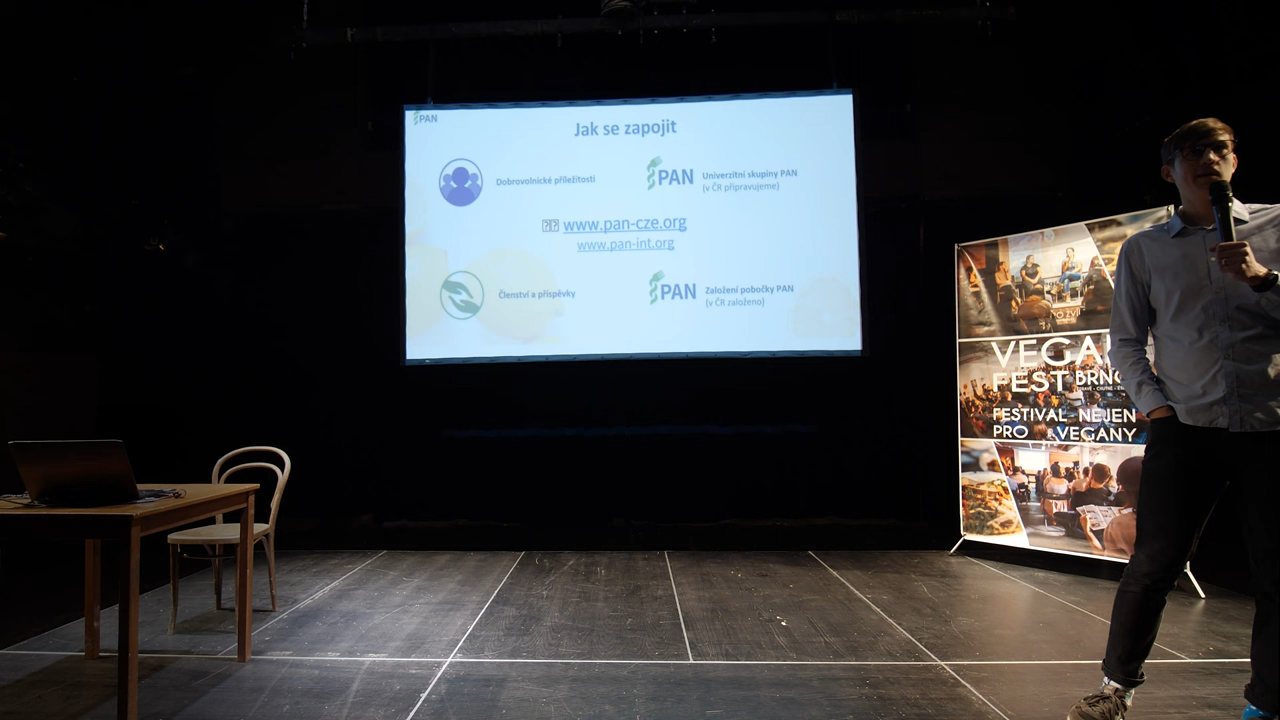 PAN
Jak se zapojit
Dobrovolnické příležitosti
PAN
Univerzitní skupiny PAN
(v ČR připravujeme)
www.pan-cze.org
www.pan-int.org
Členství a příspěvky
PAN
Založení pobočky PAN
(v ČR založeno)
VEGA
FEST BRNO
FESTIVAL NEJEN
PRO VEGANY